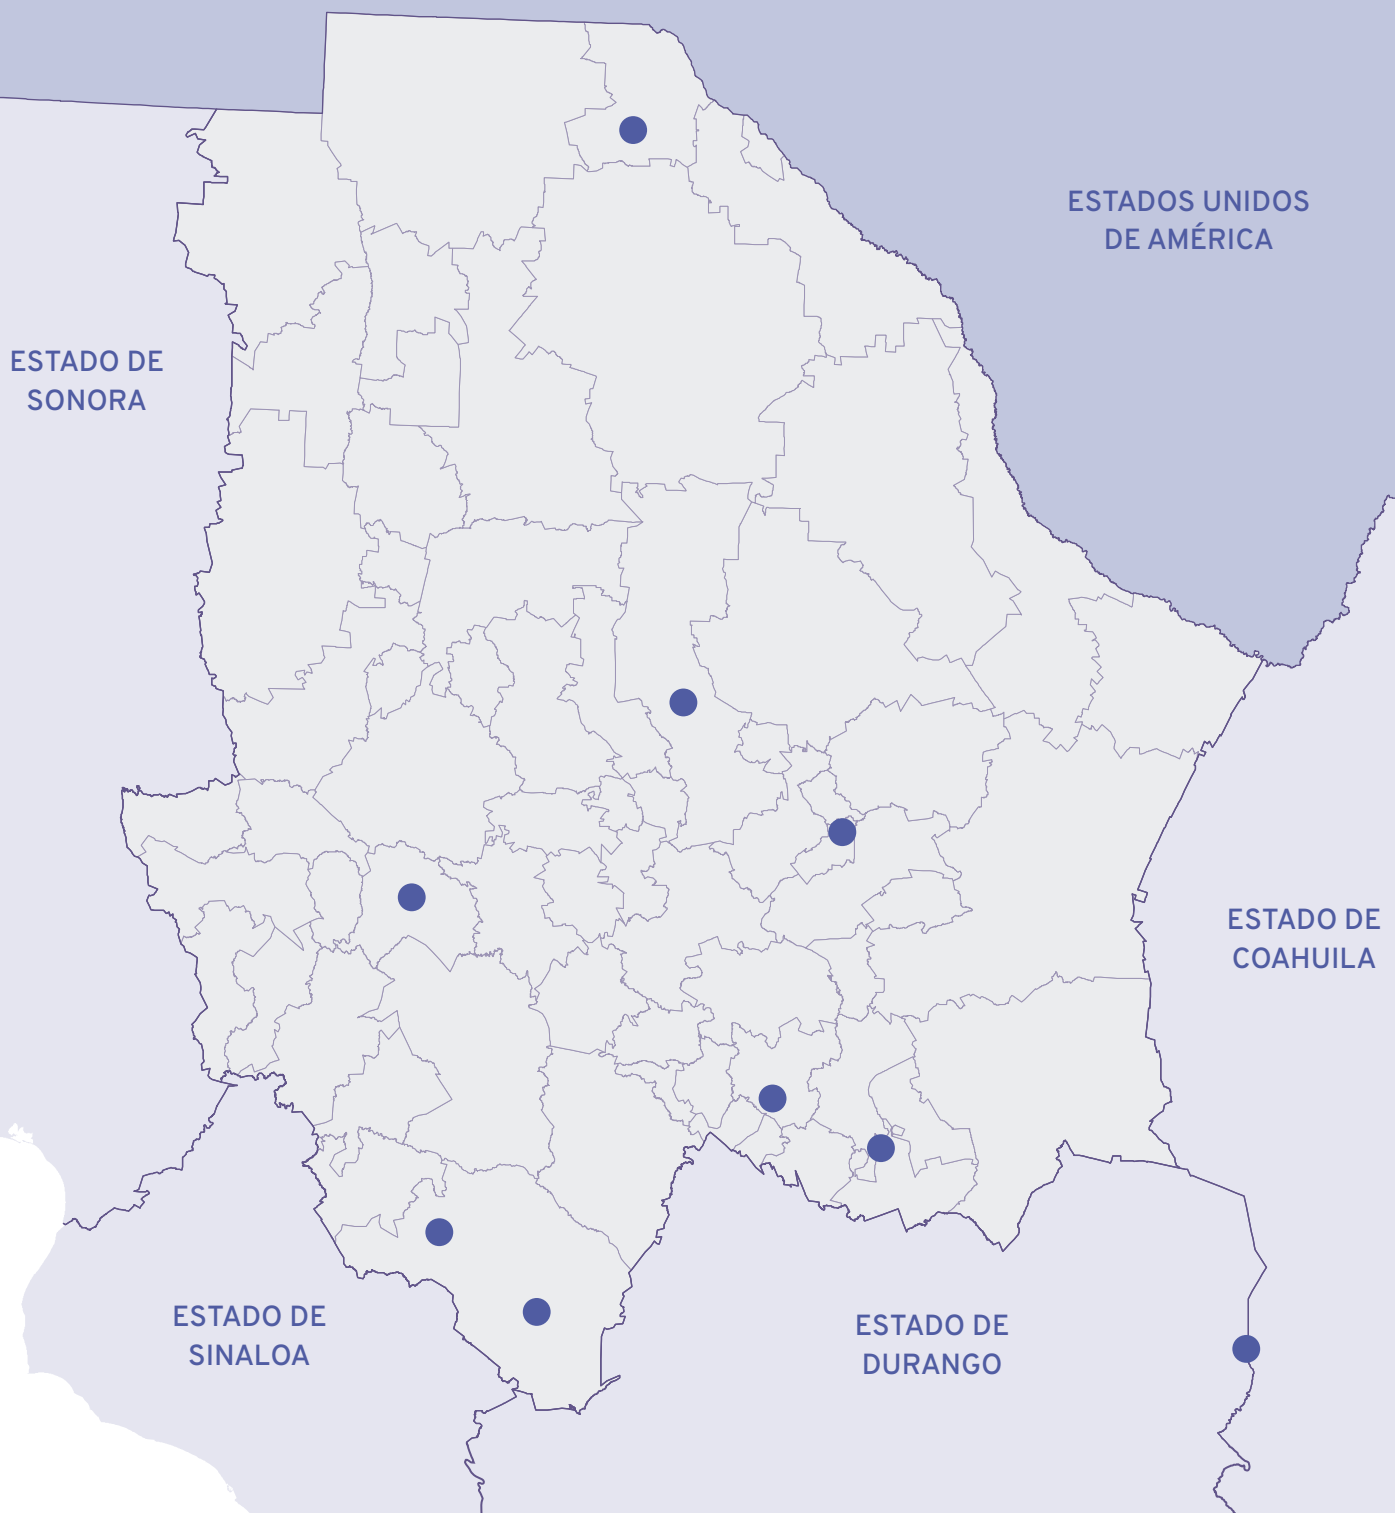 ESTADOS UNIDOS
DE AMÉRICA
ESTADO DE
SONORA
ESTADO DE
COAHUILA
ESTADO DE
SINALOA
ESTADO DE
DURANGO